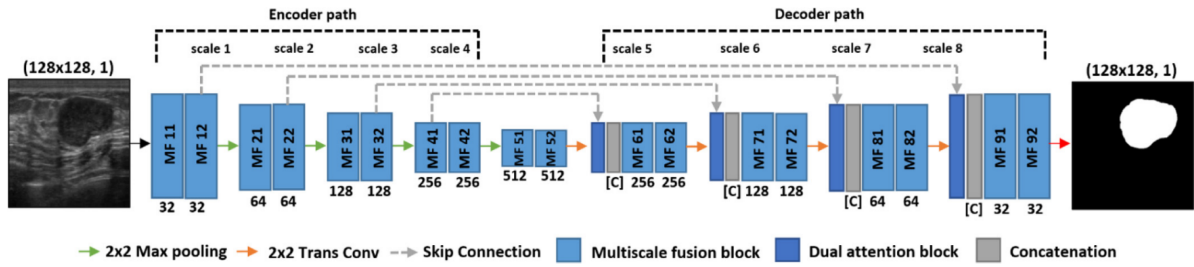 Encoder path
Decoder path
scale 1
scale 2
scale 3
scale 4
scale 5
scale 6
scale 7
scale 8
(128x128, 1)
(128x128, 1)
MF 11
MF 12
MF 21
MF 22
MF 31
MF 32
MF 41
MF 42
MF 51
MF 52
MF 61
MF 62
MF 71
MF 72
MF 81
MF 82
MF 91
MF 92
32 32
64 64
128 128
256 256
512 512
[C] 256 256
[C] 128 128
[C] 64 64
[C] 32 32
2x2 Max pooling
2x2 Trans Conv
Skip Connection
Multiscale fusion block
Dual attention block
Concatenation